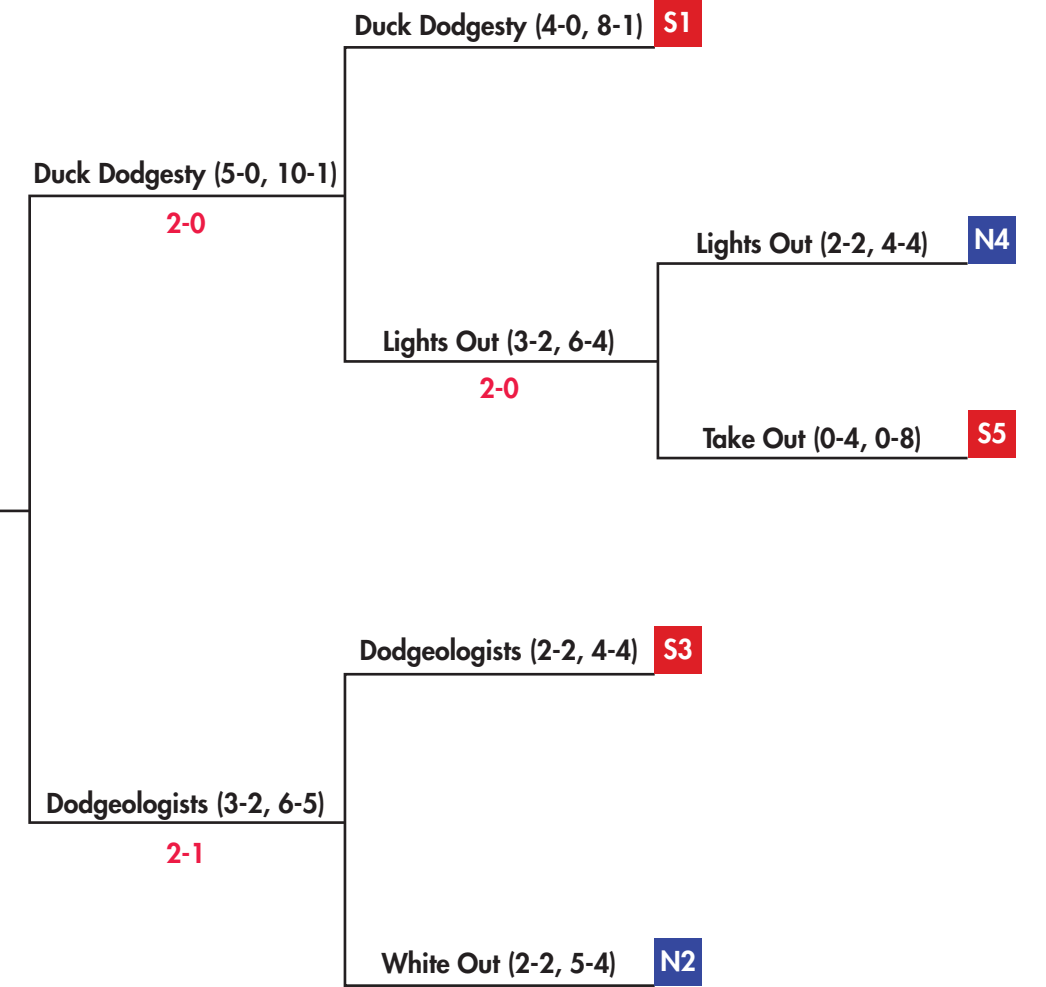 Duck Dodgesty (4-0, 8-1) S1
Duck Dodgesty (5-0, 10-1)
2-0
Lights Out (2-2, 4-4) N4
Lights Out (3-2, 6-4)
2-0
Take Out (0-4, 0-8) S5
Dodgeologists (2-2, 4-4) S3
Dodgeologists (3-2, 6-5)
2-1
White Out (2-2, 5-4) N2